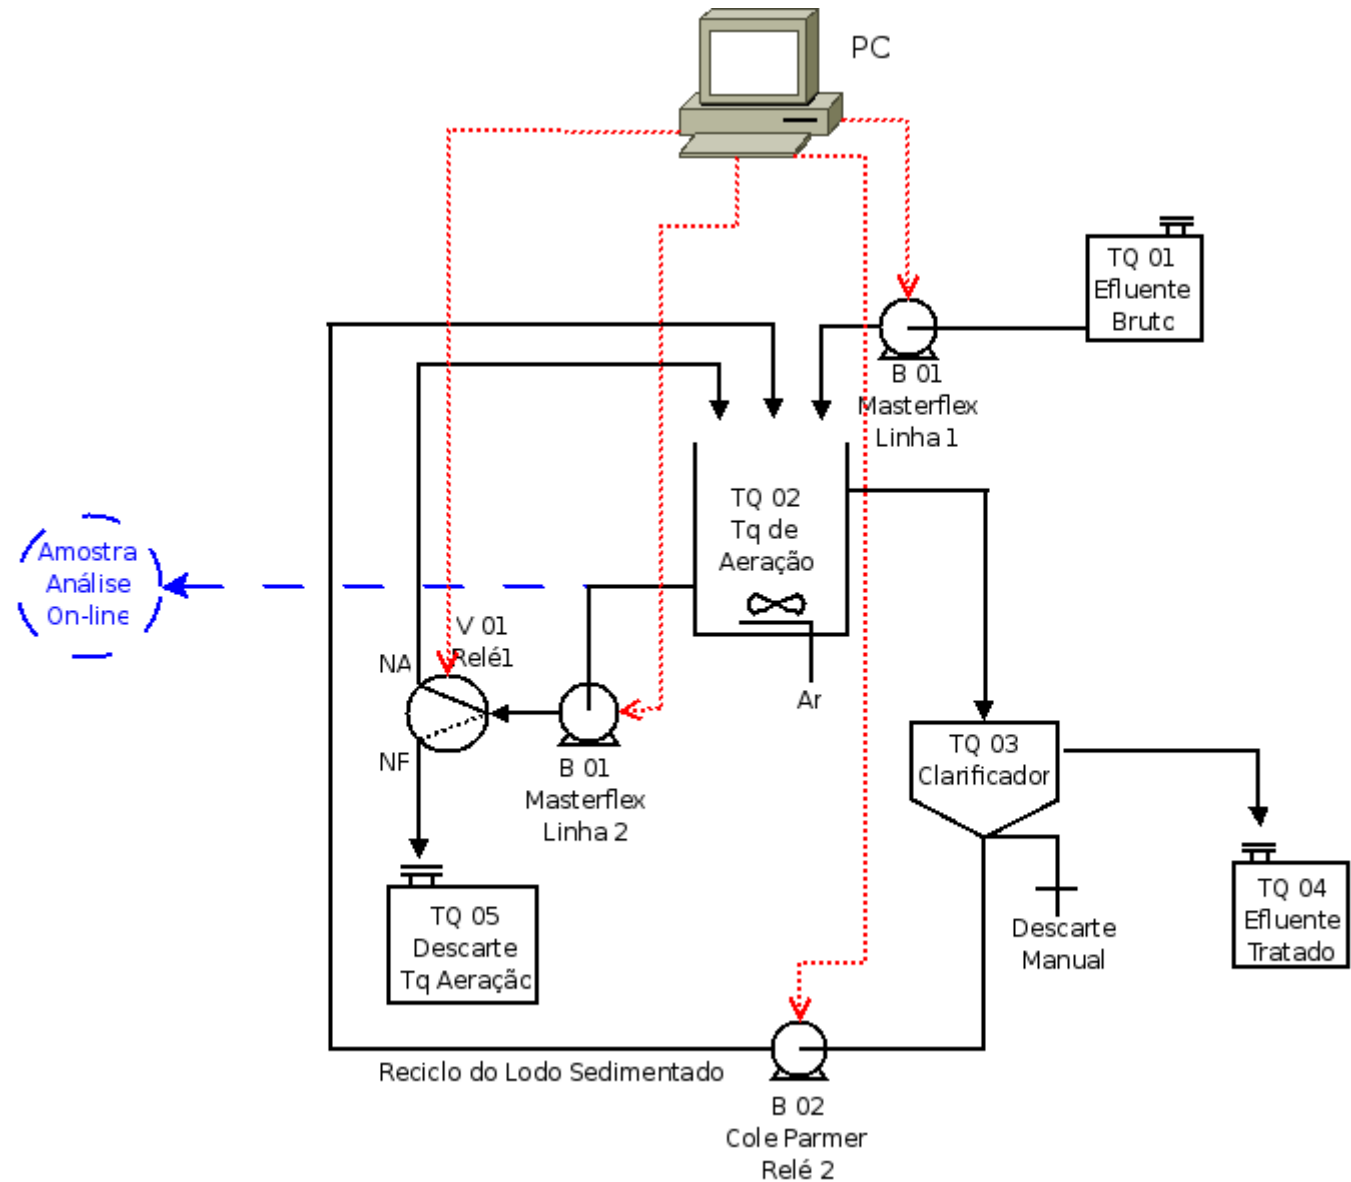 PC
TQ 01
Efluente
Bruto
B 01
Masterflex
Linha 1
TQ 02
Tq de
Aeração
Ar
Amostra
Análise
On-line
V 01
Relé1
NA
NF
B 01
Masterflex
Linha 2
TQ 03
Clarificador
TQ 04
Efluente
Tratado
Descarte
Manual
TQ 05
Descarte
Tq Aeração
Reciclo do Lodo Sedimentado
B 02
Cole Parmer
Relé 2